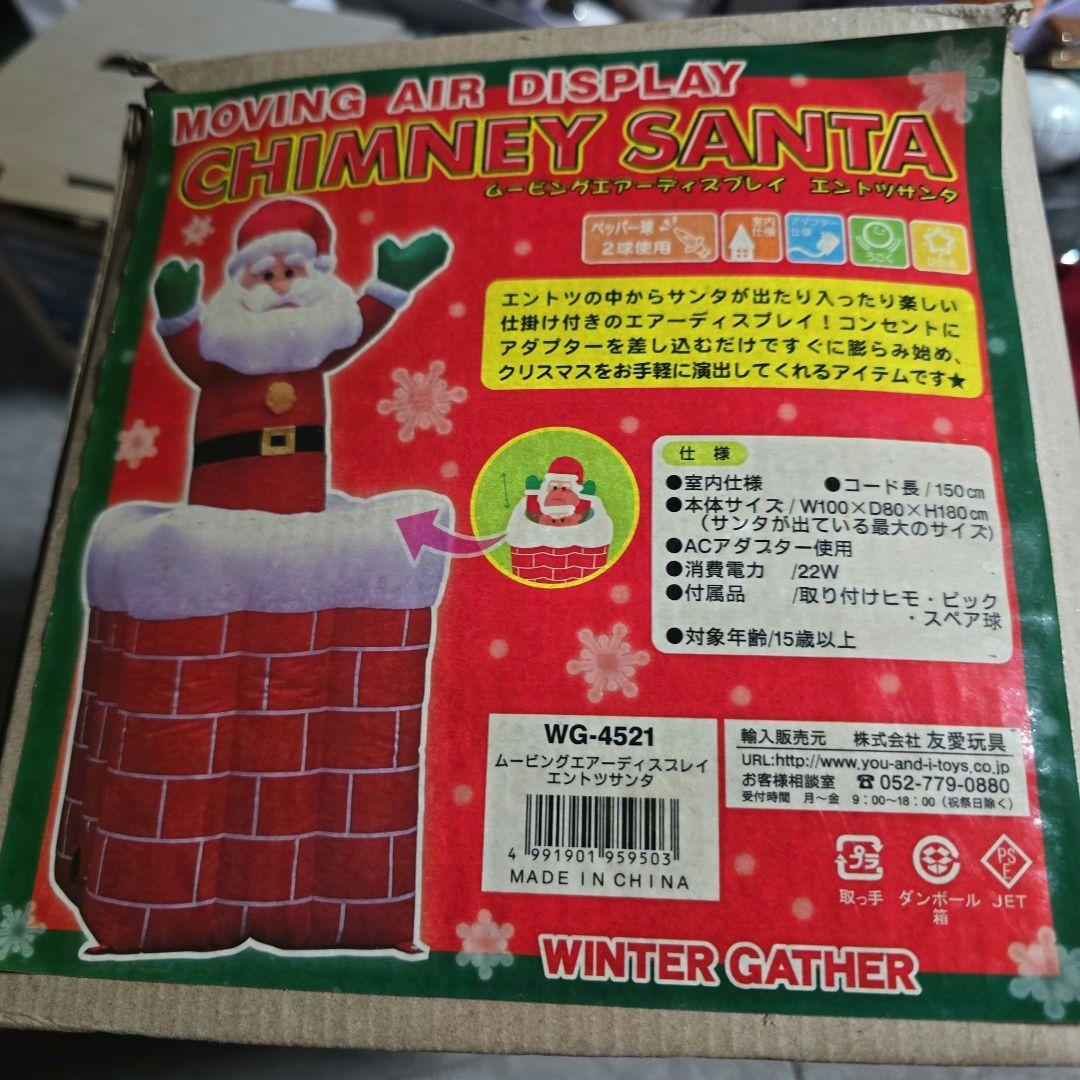 MOVING AIR DISPLAY
CHIMNEY SANTA
ムービングエアーディスプレイ エントツサンタ
ペッパー球
2球使用
室内
仕様
アダプター
仕様
うごく
ひかる
エントツの中からサンタが出たり入ったり楽しい
仕掛け付きのエアーディスプレイ！コンセントに
アダプターを差し込むだけですぐに膨らみ始め、
クリスマスをお手軽に演出してくれるアイテムです★
仕様
●室内仕様 ●コード長/150cm
●本体サイズ/W100×D80×H180cm
（サンタが出ている最大のサイズ）
●ACアダプター使用
●消費電力 /22W
●付属品 /取り付けヒモ・ピック
・スペア球
●対象年齢/15歳以上
WG-4521
ムービングエアーディスプレイ
エントツサンタ
4 991901 959503
MADE IN CHINA
輸入販売元 株式会社 友愛玩具
URL:http://www.you-and-i-toys.co.jp
お客様相談室 ☎052-779-0880
受付時間 月～金 9：00～18：00（祝祭日除く）
プラ
取っ手
ダンボール
箱
PSE
JET
WINTER GATHER